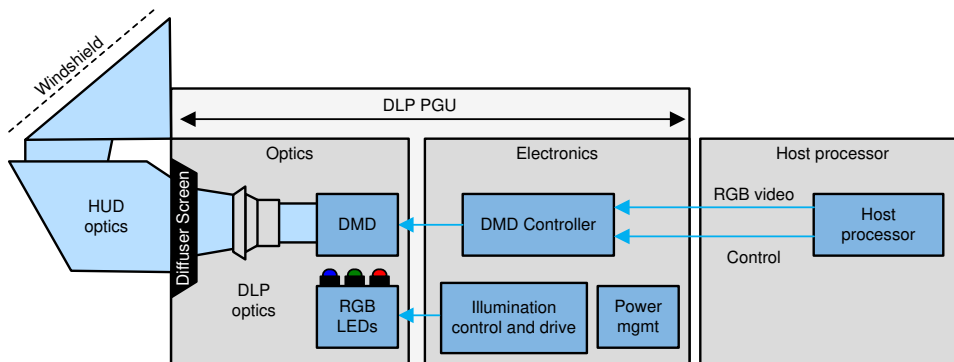 Windshield
DLP PGU
Optics
Electronics
Host processor
HUD
optics
Diffuser Screen
DMD
DMD Controller
RGB video
Host
processor
Control
DLP
optics
RGB
LEDs
Illumination
control and drive
Power
mgmt